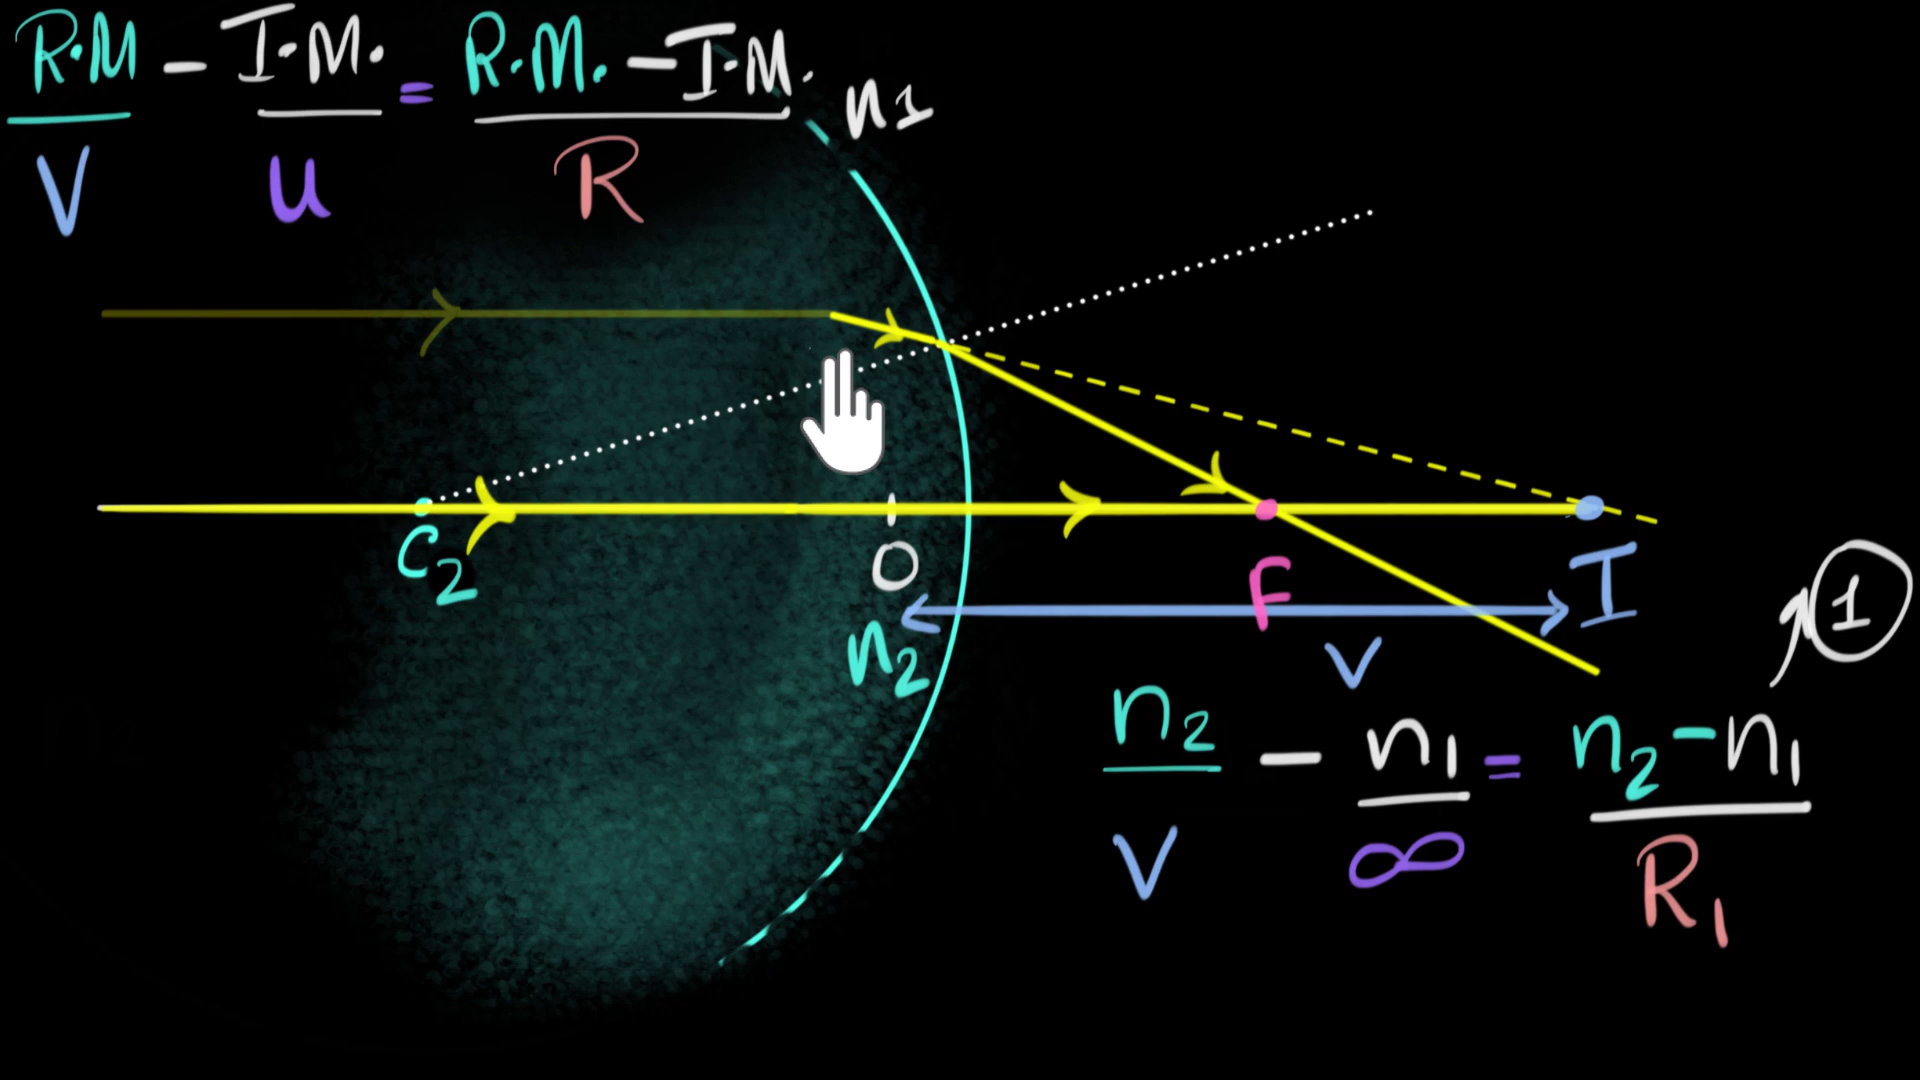 R.M - I.M. = R.M. - I.M.
V u R
n1
C2
O
F
I
n2
V
1
n2 - n1 = n2 - n1
V ∞ R1